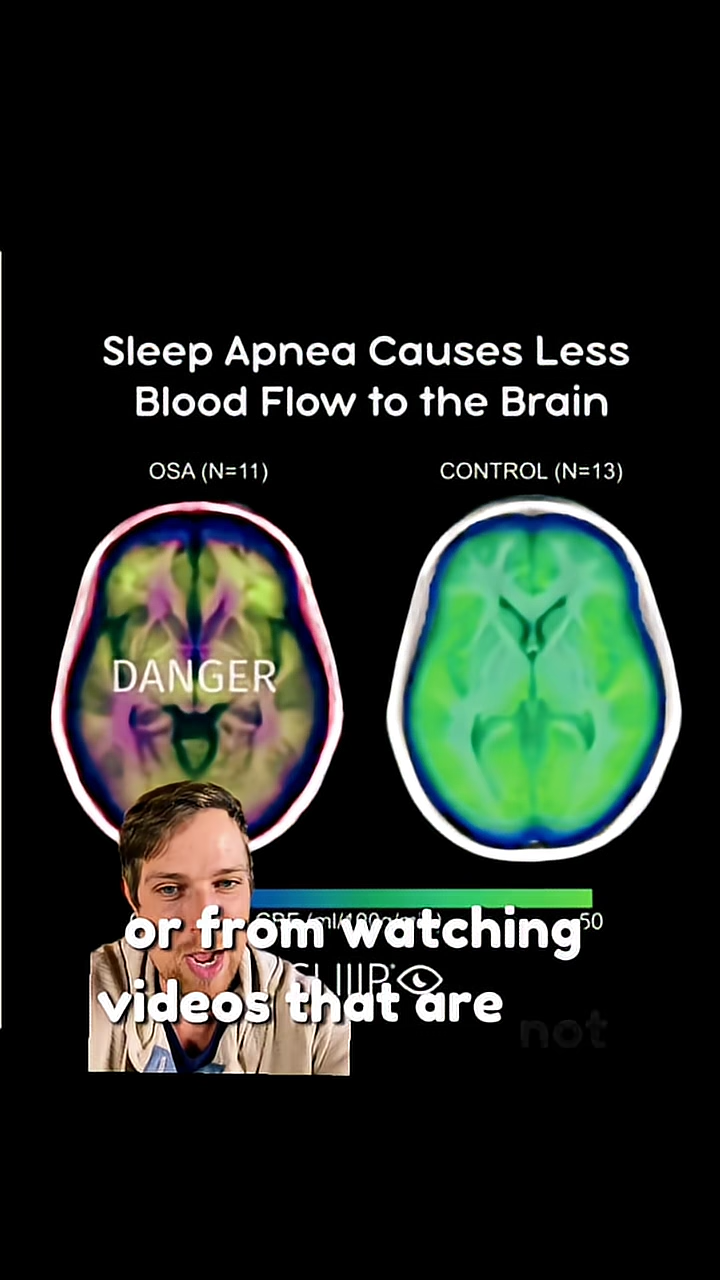 Sleep Apnea Causes Less
Blood Flow to the Brain
OSA (N=11)
CONTROL (N=13)
DANGER
50
or from watching
videos that are not